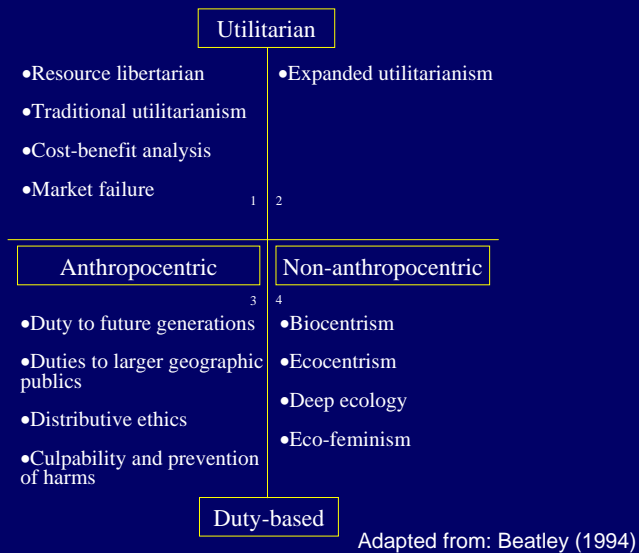 Utilitarian
•Resource libertarian
•Traditional utilitarianism
•Cost-benefit analysis
•Market failure
1
•Expanded utilitarianism
2
Anthropocentric
Non-anthropocentric
3
•Duty to future generations
•Duties to larger geographic
publics
•Distributive ethics
•Culpability and prevention
of harms
4
•Biocentrism
•Ecocentrism
•Deep ecology
•Eco-feminism
Duty-based
Adapted from: Beatley (1994)